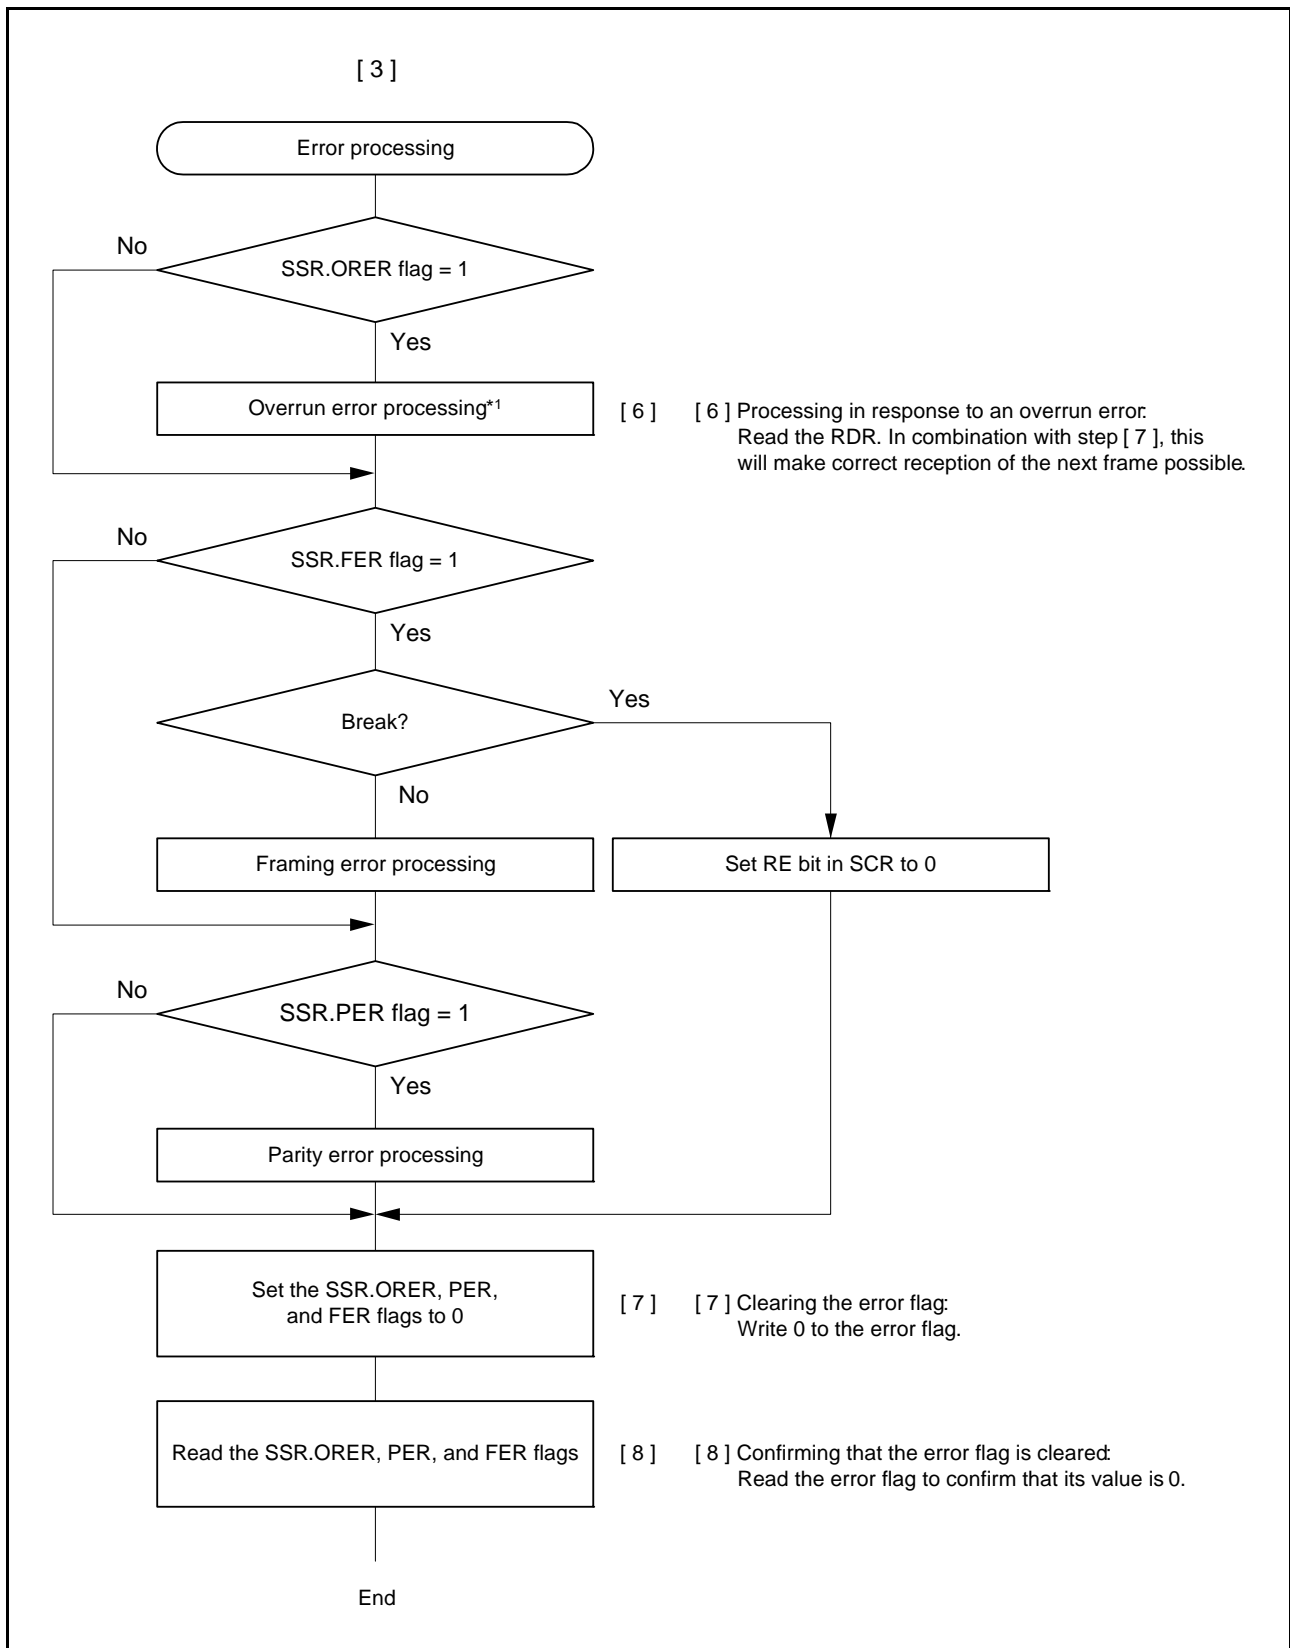 [ 3 ]
Error processing
No
SSR.ORER flag = 1
Yes
Overrun error processing*1
[ 6 ]
[ 6 ] Processing in response to an overrun error:
Read the RDR. In combination with step [ 7 ], this
will make correct reception of the next frame possible.
No
SSR.FER flag = 1
Yes
Break?
Yes
No
Framing error processing
Set RE bit in SCR to 0
No
SSR.PER flag = 1
Yes
Parity error processing
Set the SSR.ORER, PER,
and FER flags to 0
[ 7 ]
[ 7 ] Clearing the error flag:
Write 0 to the error flag.
Read the SSR.ORER, PER, and FER flags
[ 8 ]
[ 8 ] Confirming that the error flag is cleared:
Read the error flag to confirm that its value is 0.
End